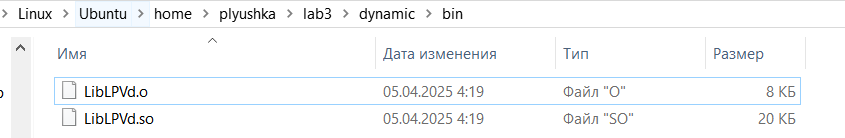 Linux > Ubuntu > home > plyushka > lab3 > dynamic > bin
Имя Дата изменения Тип Размер
LibLPVd.o 05.04.2025 4:19 Файл "O" 8 КБ
LibLPVd.so 05.04.2025 4:19 Файл "SO" 20 КБ